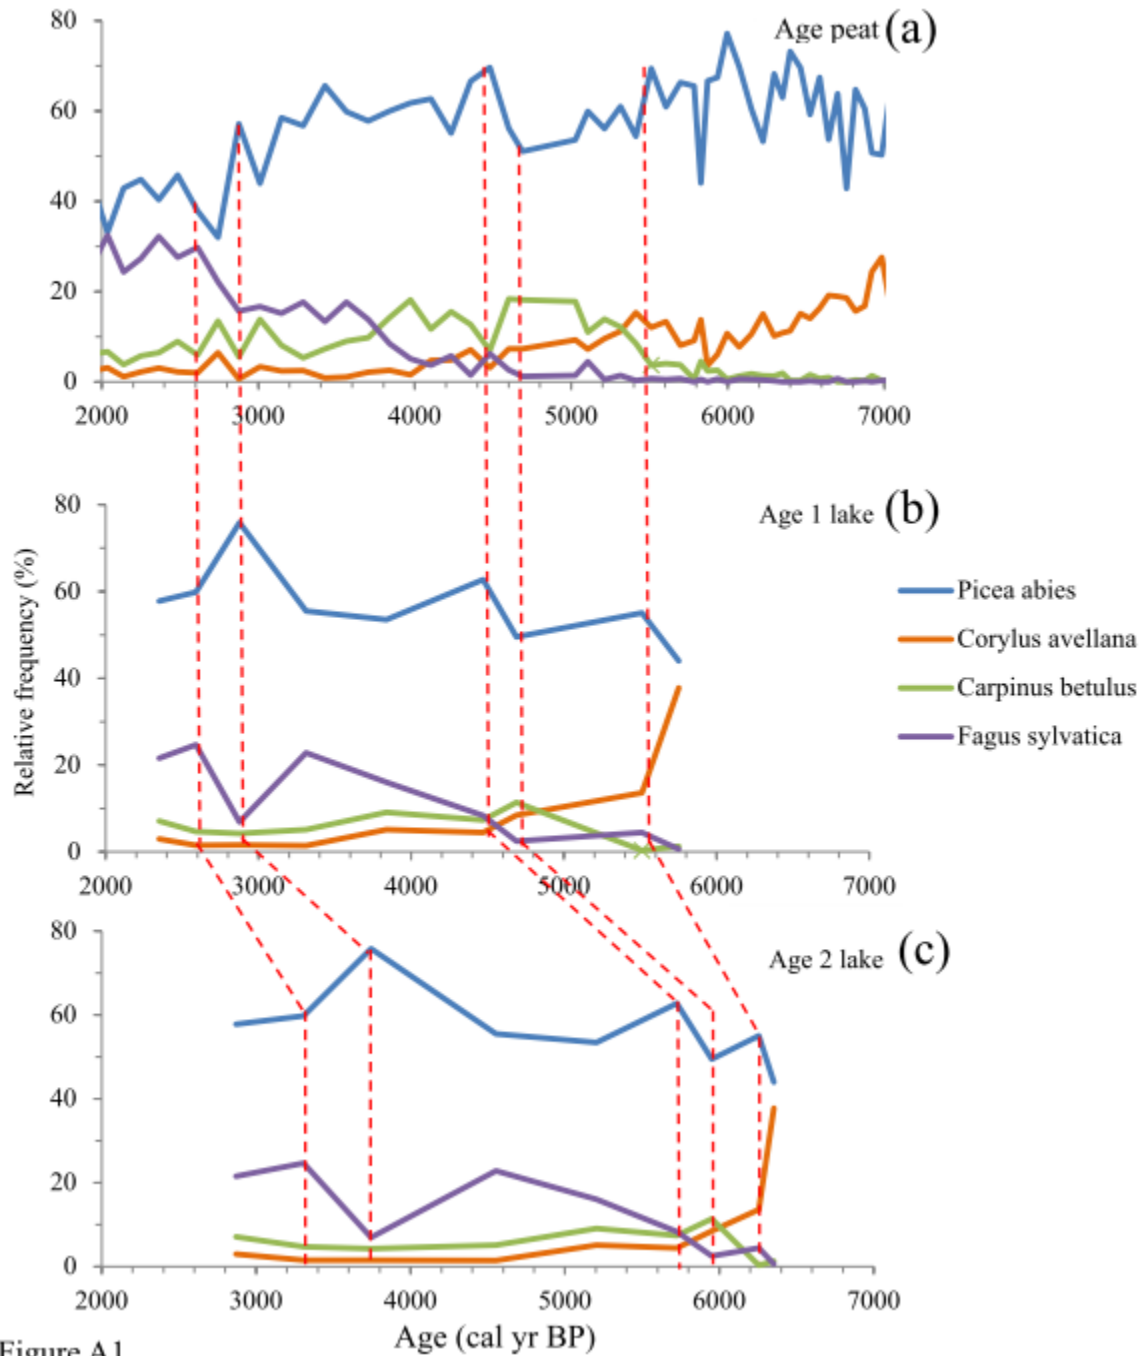 80
Age peat (a)
60
40
20
0
2000 3000 4000 5000 6000 7000
80
Age 1 lake (b)
60
40
20
0
2000 3000 4000 5000 6000 7000
Relative frequency (%)
Picea abies
Corylus avellana
Carpinus betulus
Fagus sylvatica
80
Age 2 lake (c)
60
40
20
0
2000 3000 4000 5000 6000 7000
Age (cal yr BP)
Figure A1